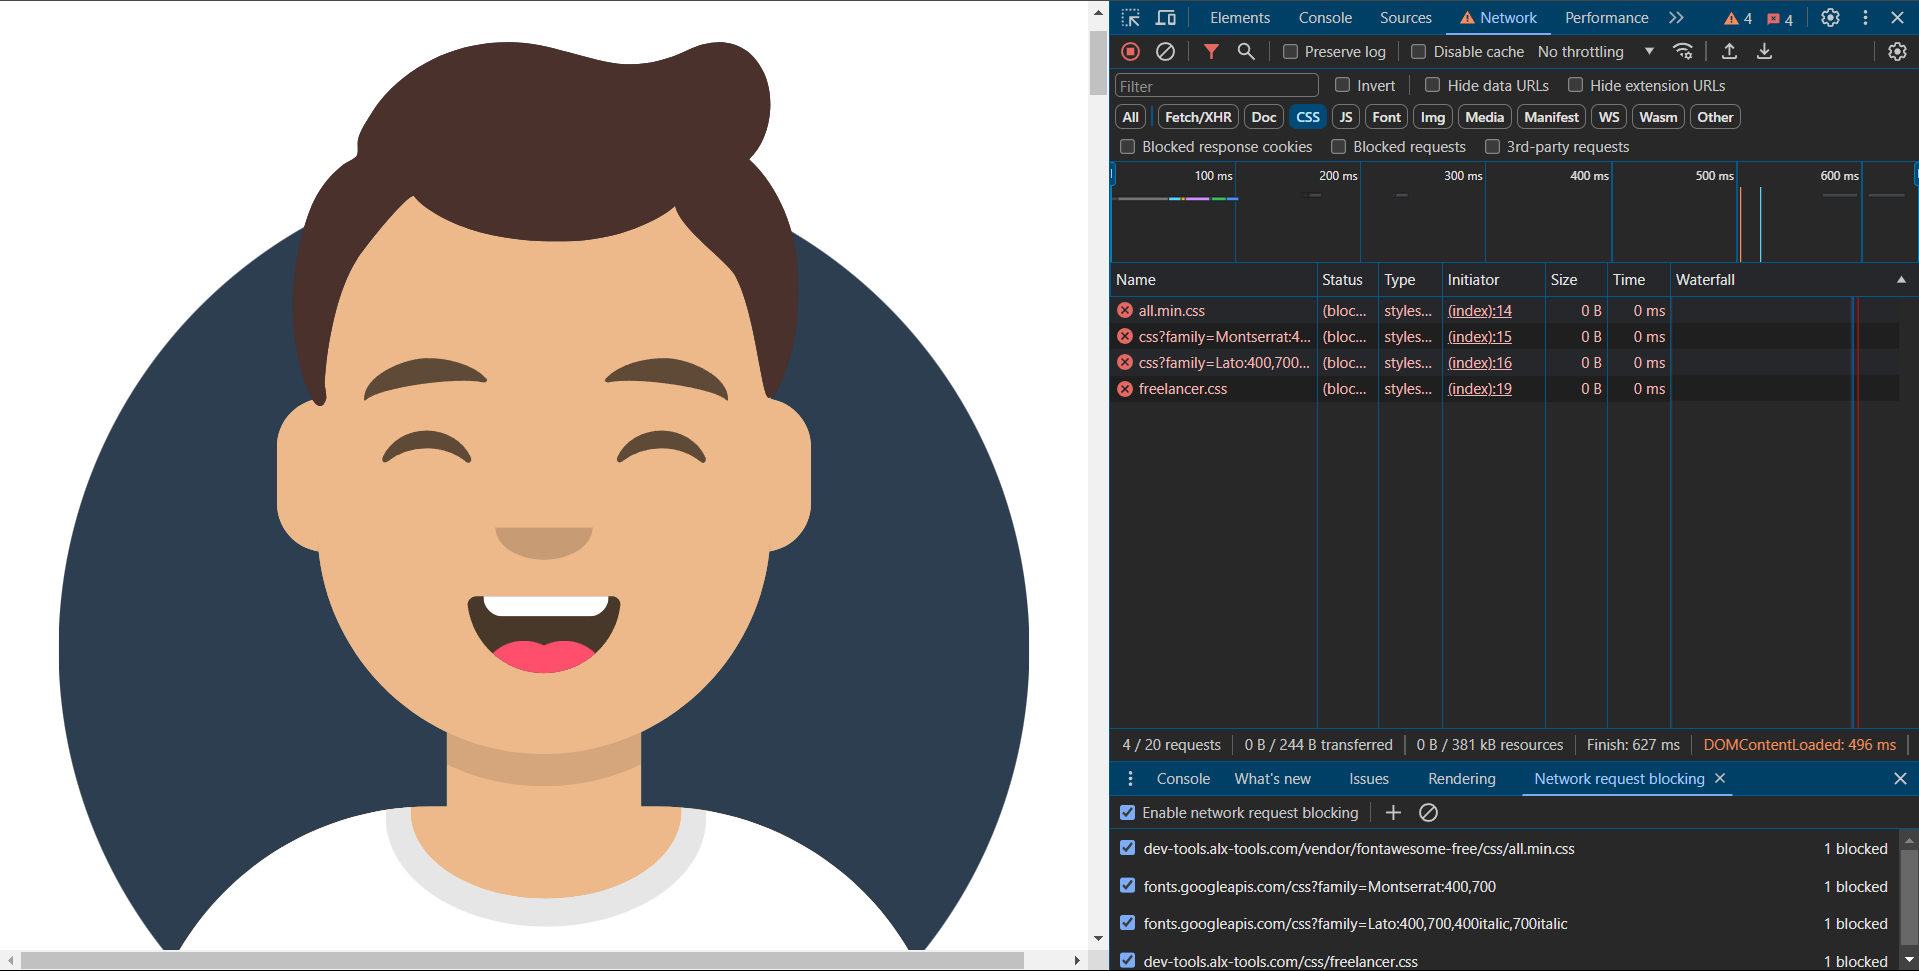 Elements Console Sources Network Performance 4 4
Preserve log Disable cache No throttling
Filter Invert Hide data URLs Hide extension URLs
All Fetch/XHR Doc CSS JS Font Img Media Manifest WS Wasm Other
Blocked response cookies Blocked requests 3rd-party requests
100 ms 200 ms 300 ms 400 ms 500 ms 600 ms
Name Status Type Initiator Size Time Waterfall
all.min.css (bloc... styles... (index):14 0 B 0 ms
css?family=Montserrat:4... (bloc... styles... (index):15 0 B 0 ms
css?family=Lato:400,700... (bloc... styles... (index):16 0 B 0 ms
freelancer.css (bloc... styles... (index):19 0 B 0 ms
4 / 20 requests 0 B / 244 B transferred 0 B / 381 kB resources Finish: 627 ms DOMContentLoaded: 496 ms
Console What's new Issues Rendering Network request blocking
Enable network request blocking
dev-tools.alx-tools.com/vendor/fontawesome-free/css/all.min.css 1 blocked
fonts.googleapis.com/css?family=Montserrat:400,700 1 blocked
fonts.googleapis.com/css?family=Lato:400,700,400italic,700italic 1 blocked
dev-tools.alx-tools.com/css/freelancer.css 1 blocked